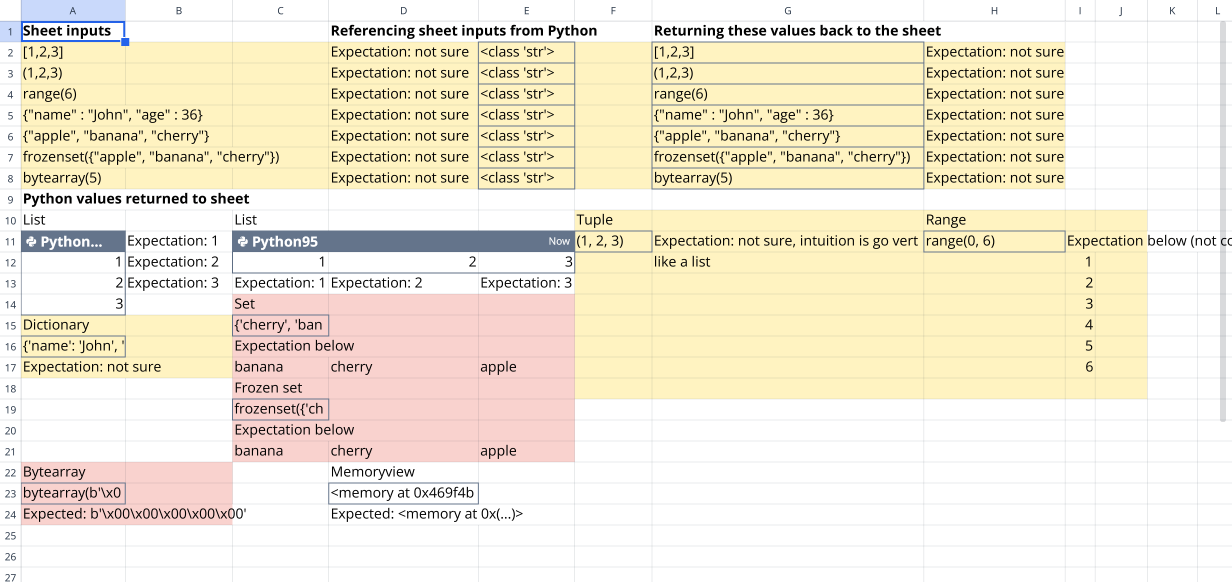 A B C D E F G H I J K L
1 Sheet inputs Referencing sheet inputs from Python Returning these values back to the sheet
2 [1,2,3] Expectation: not sure <class 'str'> [1,2,3] Expectation: not sure
3 (1,2,3) Expectation: not sure <class 'str'> (1,2,3) Expectation: not sure
4 range(6) Expectation: not sure <class 'str'> range(6) Expectation: not sure
5 {"name" : "John", "age" : 36} Expectation: not sure <class 'str'> {"name" : "John", "age" : 36} Expectation: not sure
6 {"apple", "banana", "cherry"} Expectation: not sure <class 'str'> {"apple", "banana", "cherry"} Expectation: not sure
7 frozenset({"apple", "banana", "cherry"}) Expectation: not sure <class 'str'> frozenset({"apple", "banana", "cherry"}) Expectation: not sure
8 bytearray(5) Expectation: not sure <class 'str'> bytearray(5) Expectation: not sure
9 Python values returned to sheet
10 List List Tuple Range
11 Python... Expectation: 1 Python95 Now (1, 2, 3) Expectation: not sure, intuition is go vert range(0, 6) Expectation below (not co
12 1 Expectation: 2 1 2 3 like a list 1
13 2 Expectation: 3 Expectation: 1 Expectation: 2 Expectation: 3 2
14 3 Set 3
15 Dictionary {'cherry', 'ban 4
16 {'name': 'John', ' Expectation below 5
17 Expectation: not sure banana cherry apple 6
18 Frozen set
19 frozenset({'ch
20 Expectation below
21 banana cherry apple
22 Bytearray Memoryview
23 bytearray(b'\x0 <memory at 0x469f4b
24 Expected: b'\x00\x00\x00\x00\x00' Expected: <memory at 0x(...)>
25
26
27